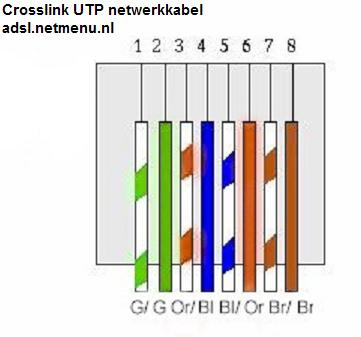 Crosslink UTP netwerkkabel
adsl.netmenu.nl
1 2 3 4 5 6 7 8
G/ G Or/ Bl Bl/ Or Br/ Br